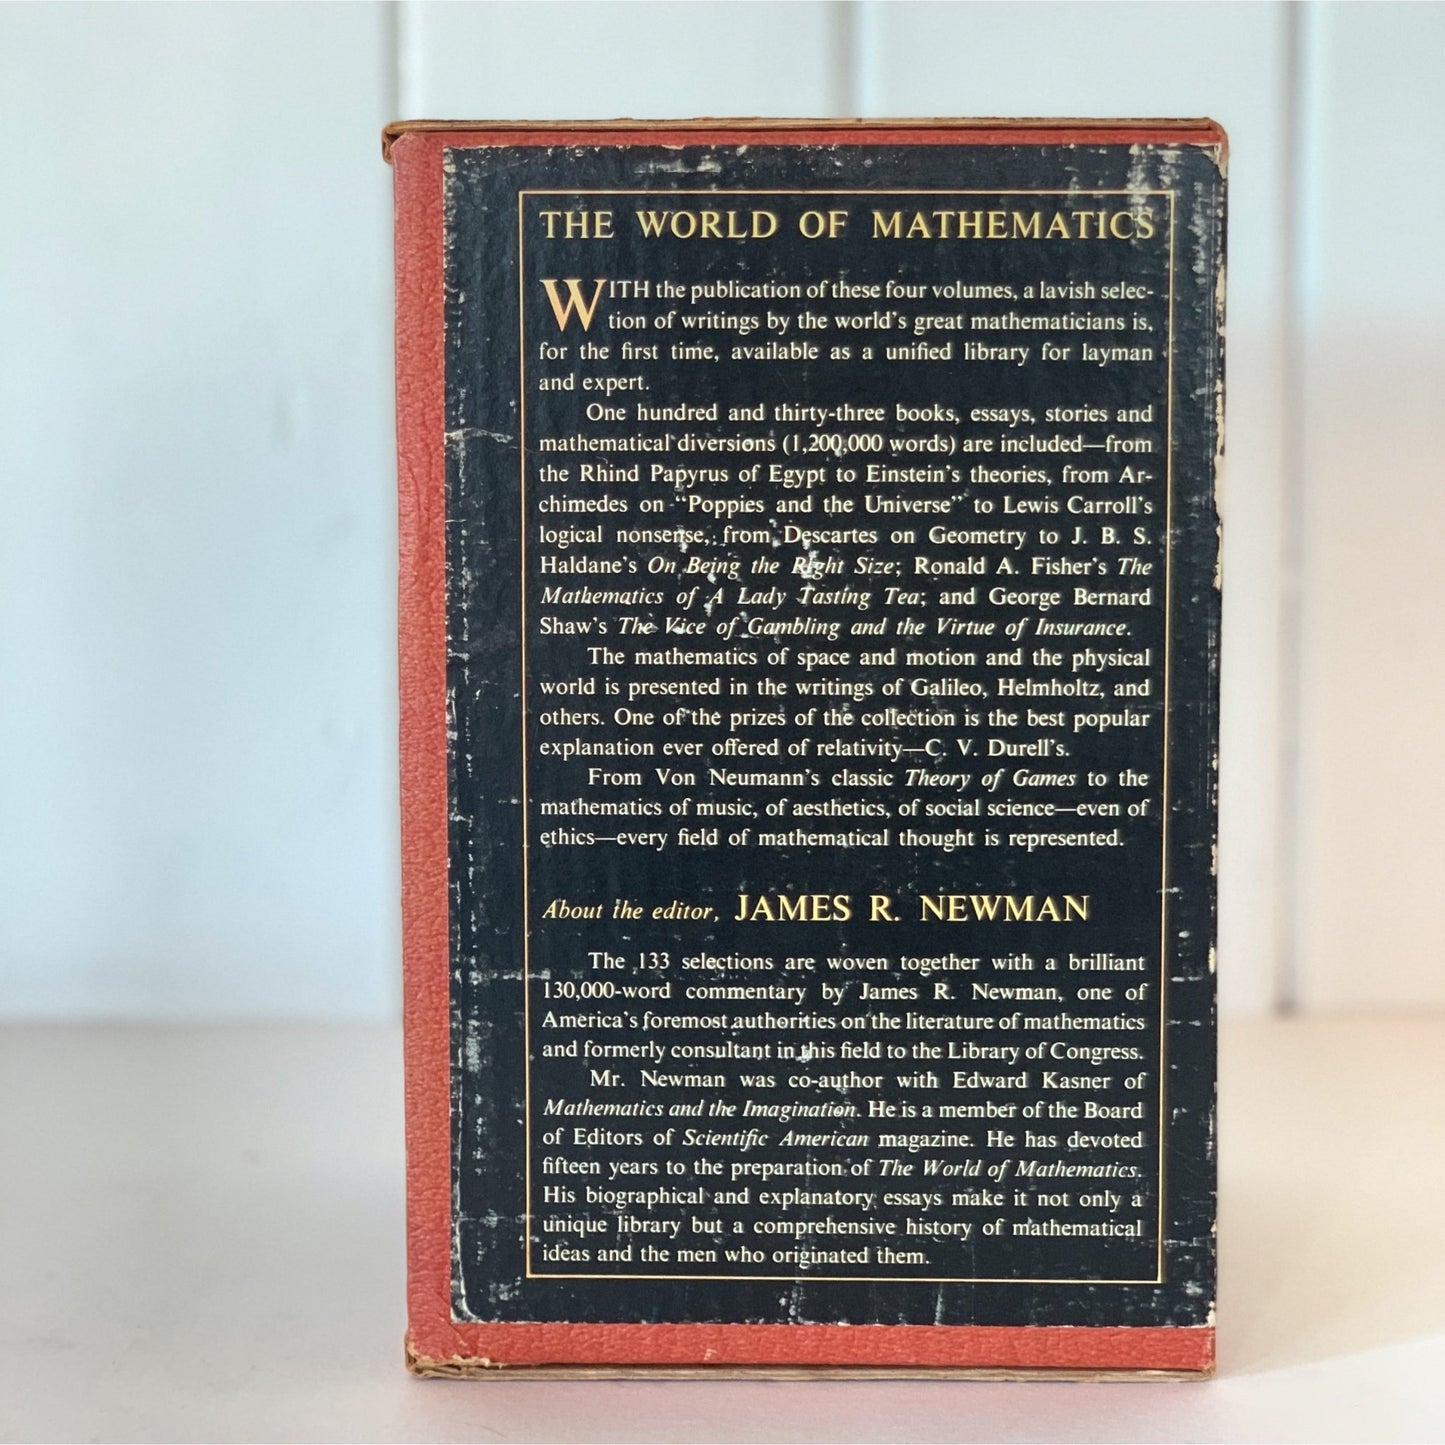 THE WORLD OF MATHEMATICS
WITH the publication of these four volumes, a lavish selec-
tion of writings by the world's great mathematicians is,
for the first time, available as a unified library for layman
and expert.
One hundred and thirty-three books, essays, stories and
mathematical diversions (1,200,000 words) are included—from
the Rhind Papyrus of Egypt to Einstein's theories, from Ar-
chimedes on "Poppies and the Universe" to Lewis Carroll's
logical nonsense, from Descartes on Geometry to J. B. S.
Haldane's On Being the Right Size; Ronald A. Fisher's The
Mathematics of A Lady Tasting Tea; and George Bernard
Shaw's The Vice of Gambling and the Virtue of Insurance.
The mathematics of space and motion and the physical
world is presented in the writings of Galileo, Helmholtz, and
others. One of the prizes of the collection is the best popular
explanation ever offered of relativity—C. V. Durell's.
From Von Neumann's classic Theory of Games to the
mathematics of music, of aesthetics, of social science—even of
ethics—every field of mathematical thought is represented.
About the editor, JAMES R. NEWMAN
The 133 selections are woven together with a brilliant
130,000-word commentary by James R. Newman, one of
America's foremost authorities on the literature of mathematics
and formerly consultant in this field to the Library of Congress.
Mr. Newman was co-author with Edward Kasner of
Mathematics and the Imagination. He is a member of the Board
of Editors of Scientific American magazine. He has devoted
fifteen years to the preparation of The World of Mathematics.
His biographical and explanatory essays make it not only a
unique library but a comprehensive history of mathematical
ideas and the men who originated them.